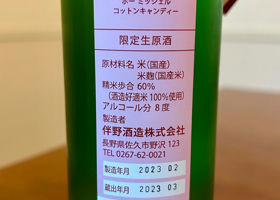 ボー ミッシェル
コットンキャンディー
限定生原酒
原材料名 米(国産)
米麹(国産米)
精米歩合 60%
(酒造好適米100%使用)
アルコール分 8度
製造者
伴野酒造株式会社
長野県佐久市野沢 123
TEL 0267-62-0021
製造年月 2023 02
蔵出年月 2023 03